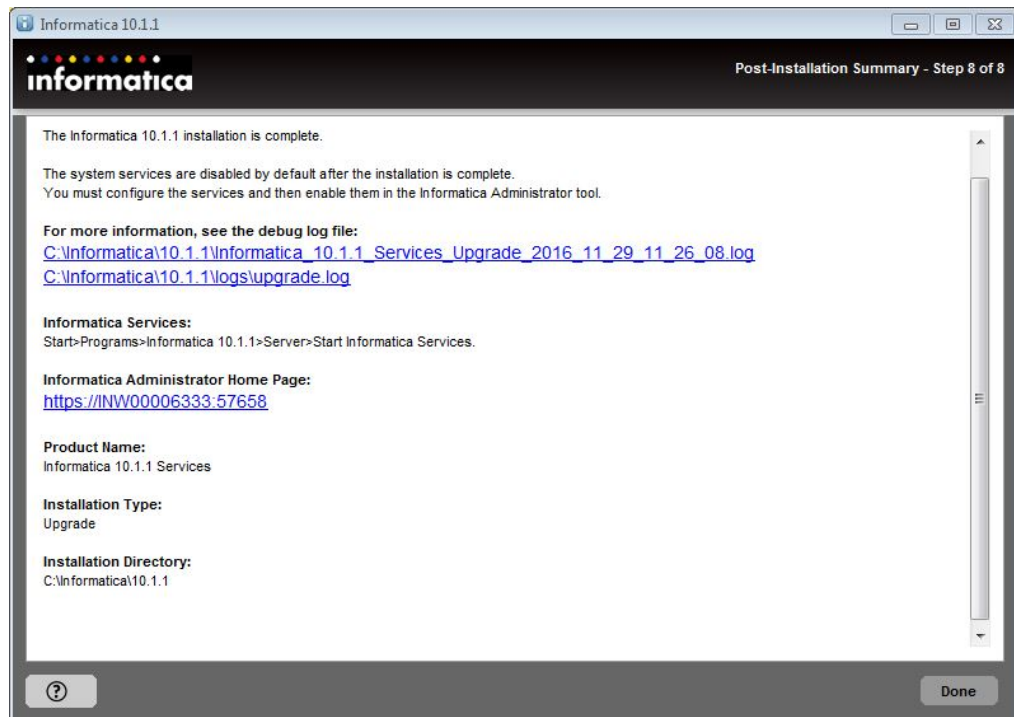 Informatica 10.1.1
informatica
Post-Installation Summary - Step 8 of 8
The Informatica 10.1.1 installation is complete.
The system services are disabled by default after the installation is complete.
You must configure the services and then enable them in the Informatica Administrator tool.
For more information, see the debug log file:
C:\Informatica\10.1.1\Informatica_10.1.1_Services_Upgrade_2016_11_29_11_26_08.log
C:\Informatica\10.1.1\logs\upgrade.log
Informatica Services:
Start>Programs>Informatica 10.1.1>Server>Start Informatica Services.
Informatica Administrator Home Page:
https://INW00006333:57658
Product Name:
Informatica 10.1.1 Services
Installation Type:
Upgrade
Installation Directory:
C:\Informatica\10.1.1
?
Done